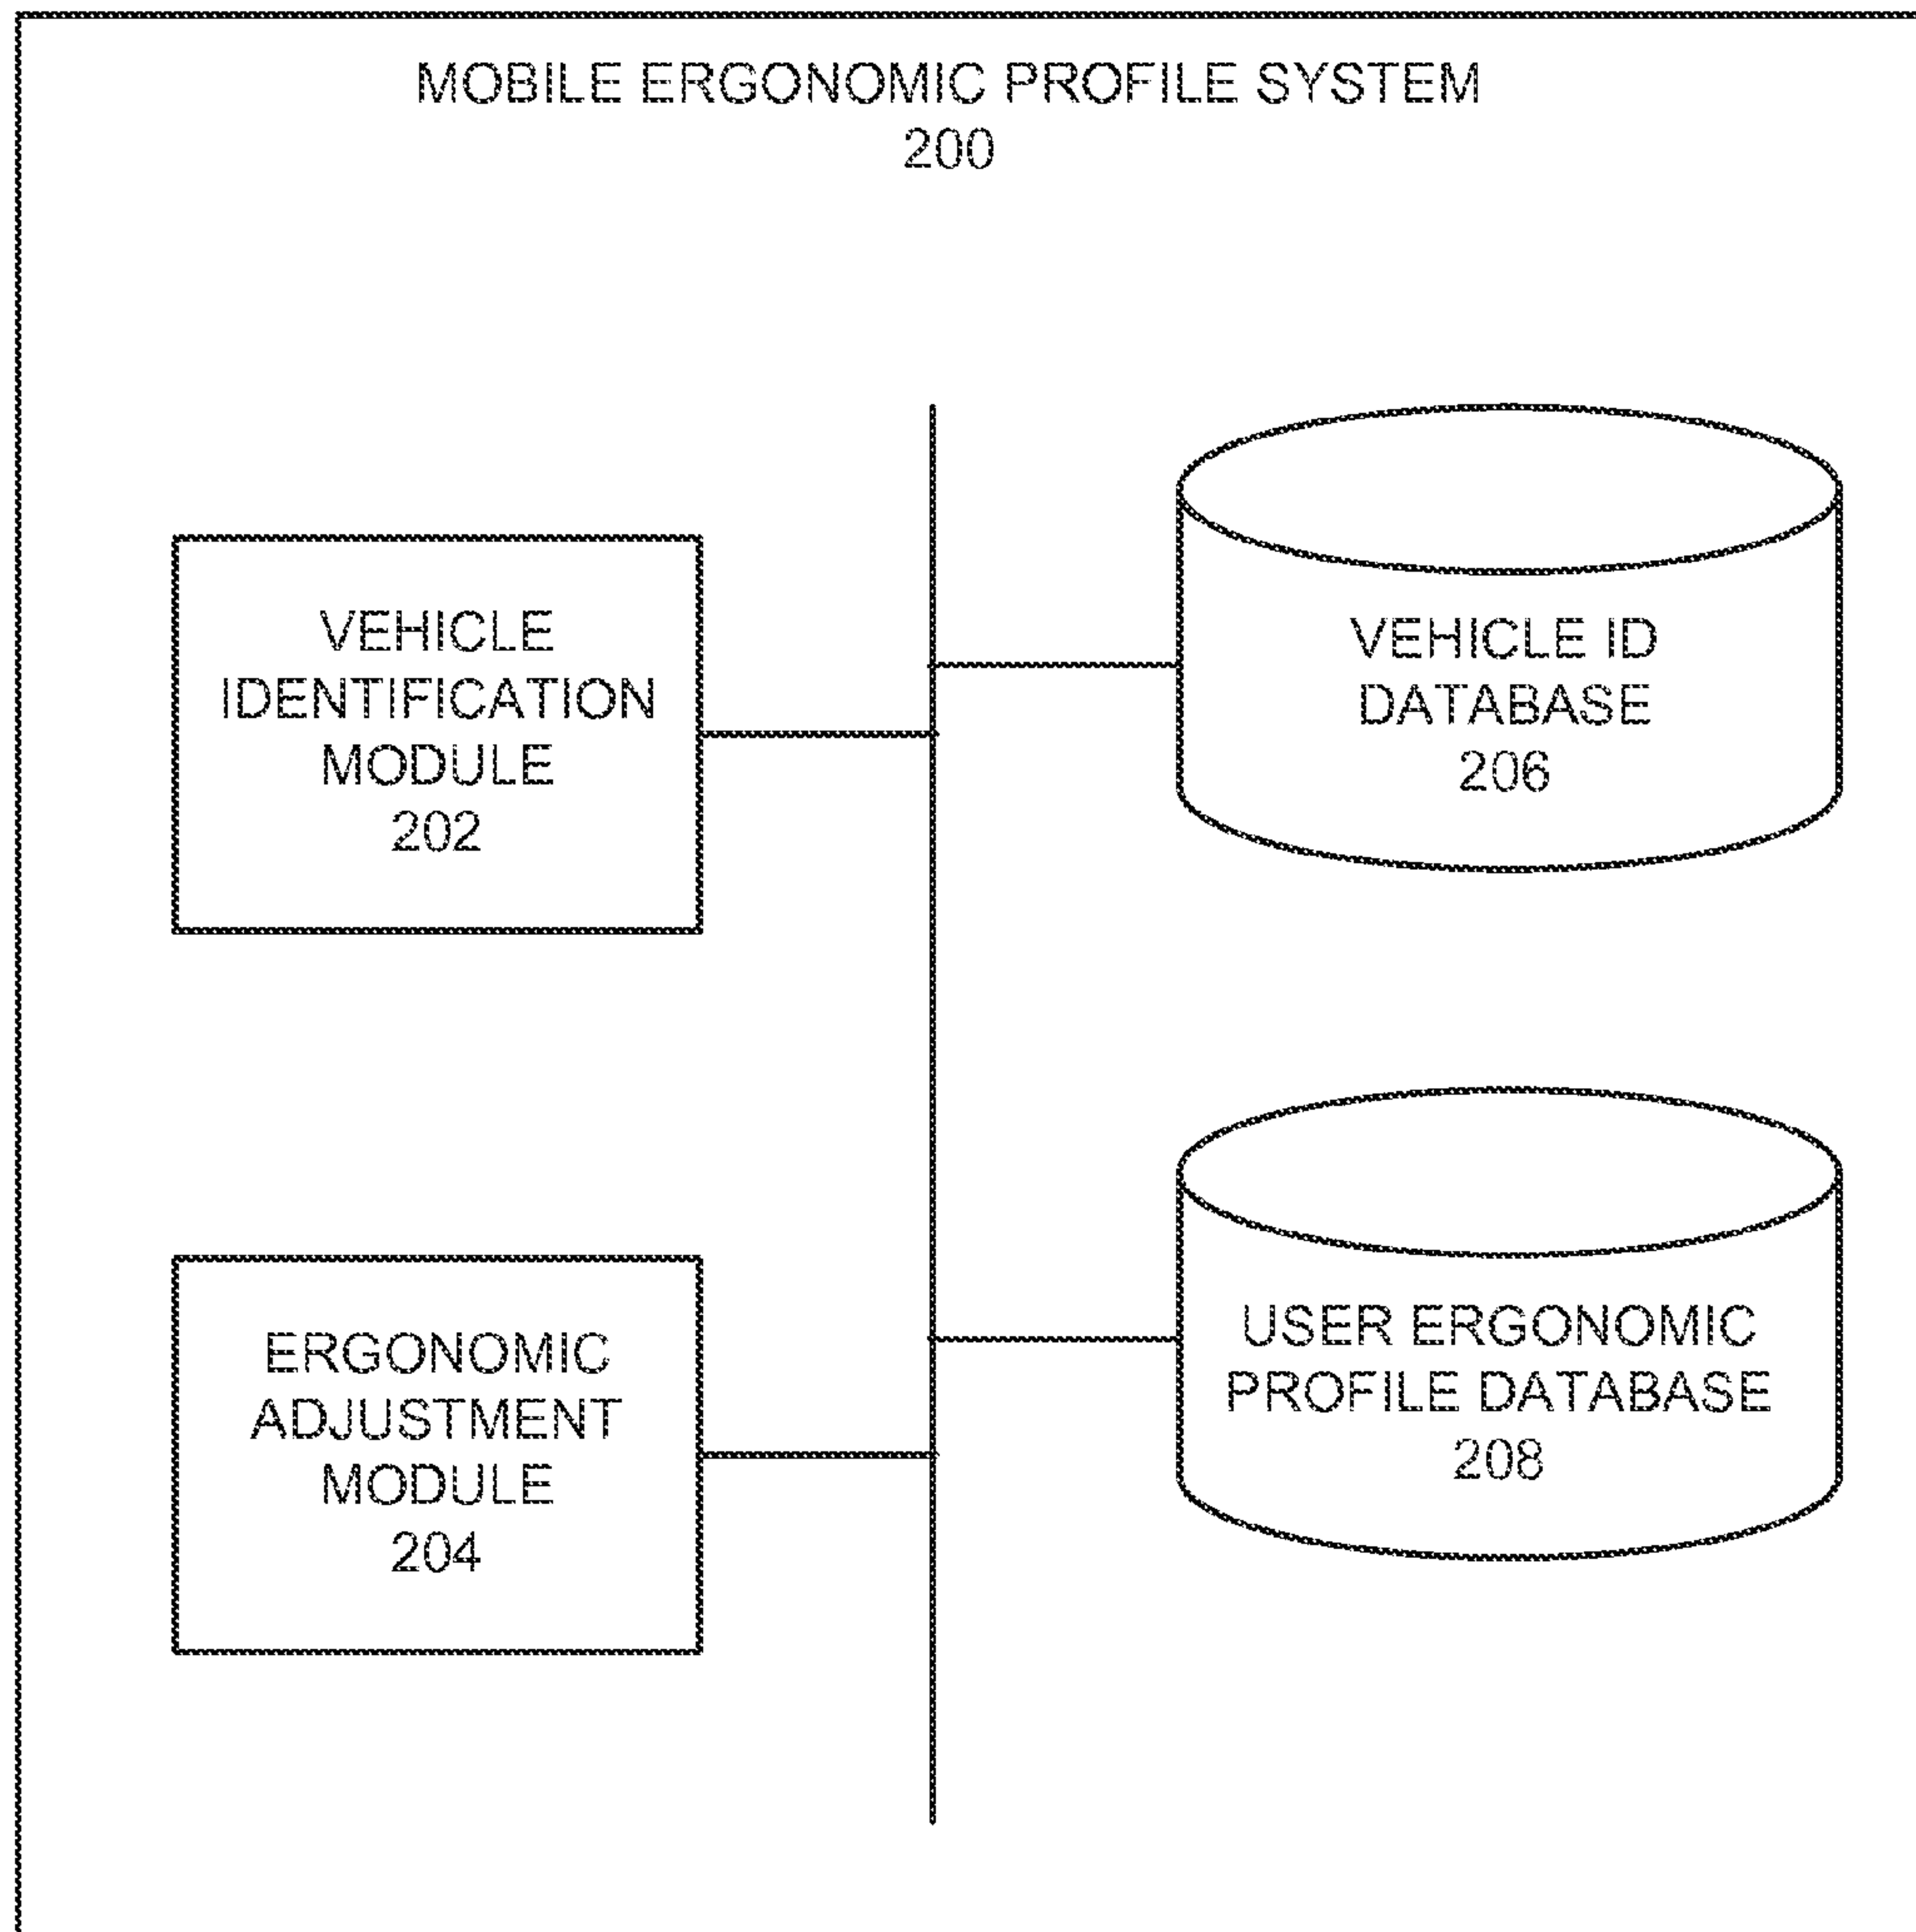 MOBILE ERGONOMIC PROFILE SYSTEM
200
VEHICLE
IDENTIFICATION
MODULE
202
VEHICLE ID
DATABASE
206
ERGONOMIC
ADJUSTMENT
MODULE
204
USER ERGONOMIC
PROFILE DATABASE
208